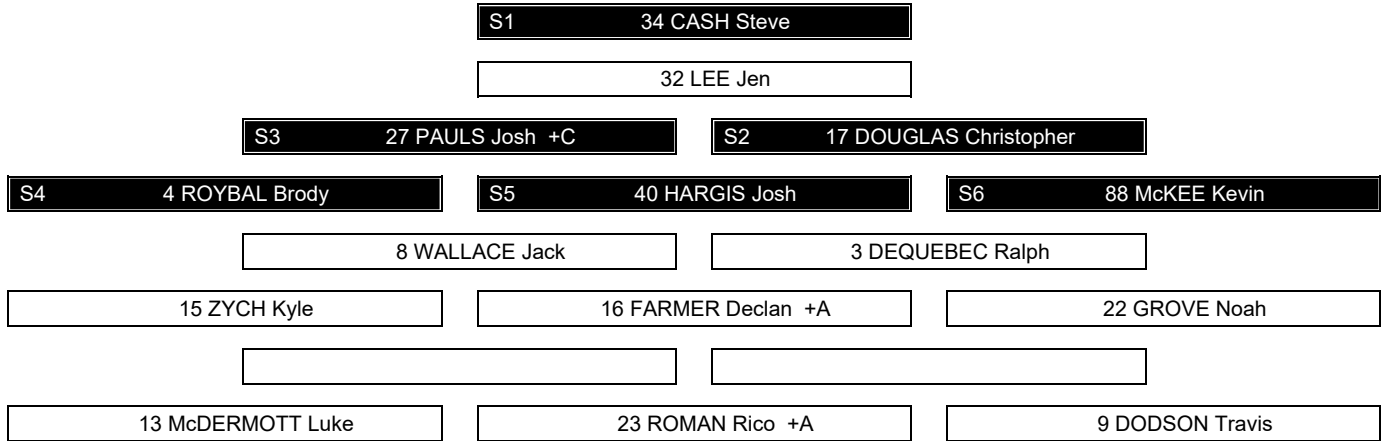 S1 34 CASH Steve
32 LEE Jen
S3 27 PAULS Josh +C S2 17 DOUGLAS Christopher
S4 4 ROYBAL Brody S5 40 HARGIS Josh S6 88 McKEE Kevin
8 WALLACE Jack 3 DEQUEBEC Ralph
15 ZYCH Kyle 16 FARMER Declan +A 22 GROVE Noah
13 McDERMOTT Luke 23 ROMAN Rico +A 9 DODSON Travis